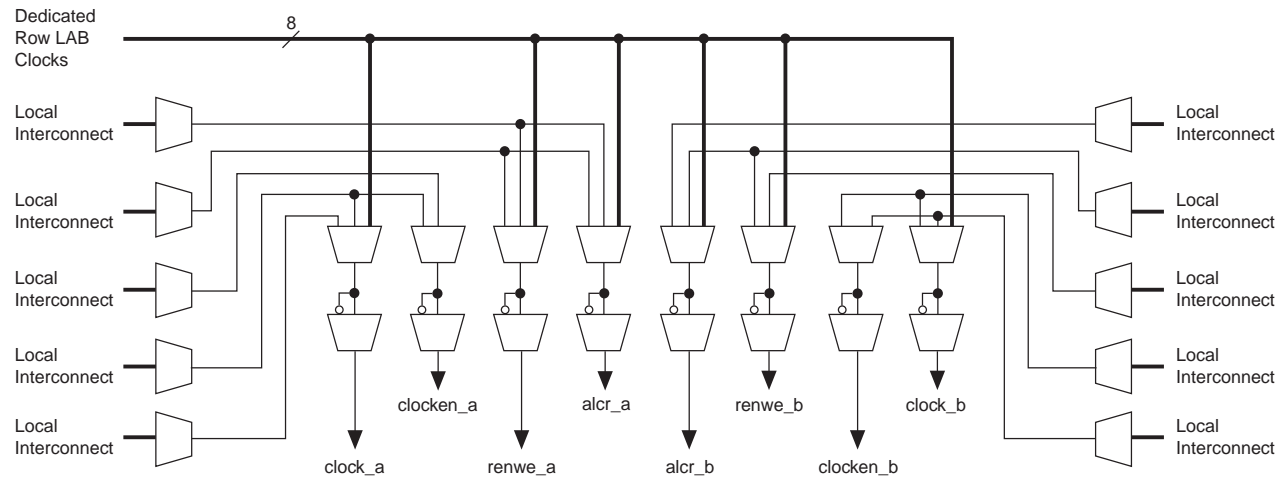 Dedicated
Row LAB
Clocks
8
Local
Interconnect
Local
Interconnect
Local
Interconnect
Local
Interconnect
Local
Interconnect
Local
Interconnect
Local
Interconnect
Local
Interconnect
Local
Interconnect
Local
Interconnect
clocken_a
alcr_a
renwe_b
clock_b
clock_a
renwe_a
alcr_b
clocken_b